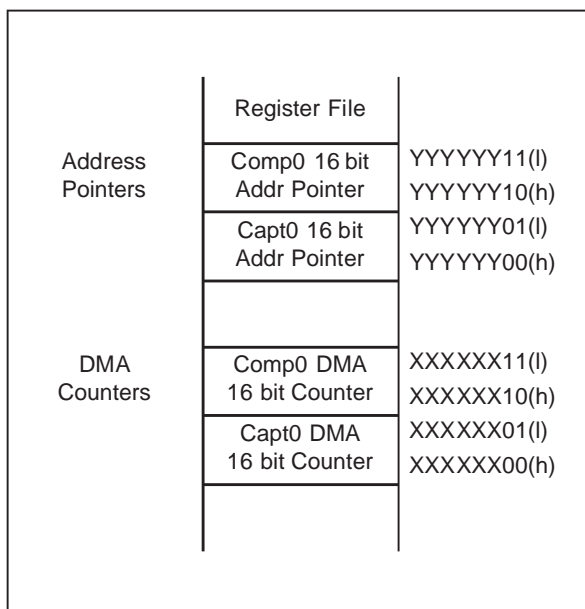 Register File
Address
Pointers
Comp0 16 bit
Addr Pointer
YYYYYY11(l)
YYYYYY10(h)
Capt0 16 bit
Addr Pointer
YYYYYY01(l)
YYYYYY00(h)
DMA
Counters
Comp0 DMA
16 bit Counter
XXXXXX11(l)
XXXXXX10(h)
Capt0 DMA
16 bit Counter
XXXXXX01(l)
XXXXXX00(h)